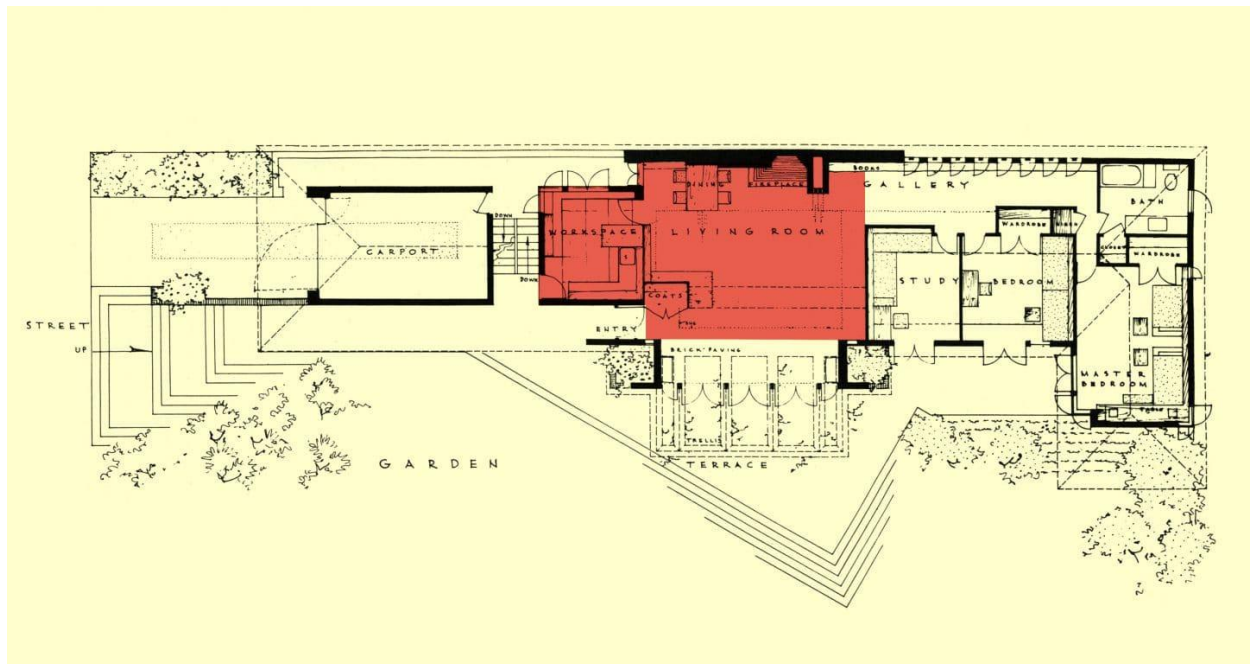 DOWN
BOOKS
DINING
FIREPLACE
GALLERY
BATH
WORKSPACE
LIVING ROOM
WARDROBE
CARPORT
WARDROBE
DOWN
STUDY
BEDROOM
COATS
STREET
ENTRY
UP
BRICK PAVING
MASTER
BEDROOM
TRELLIS
GARDEN
TERRACE